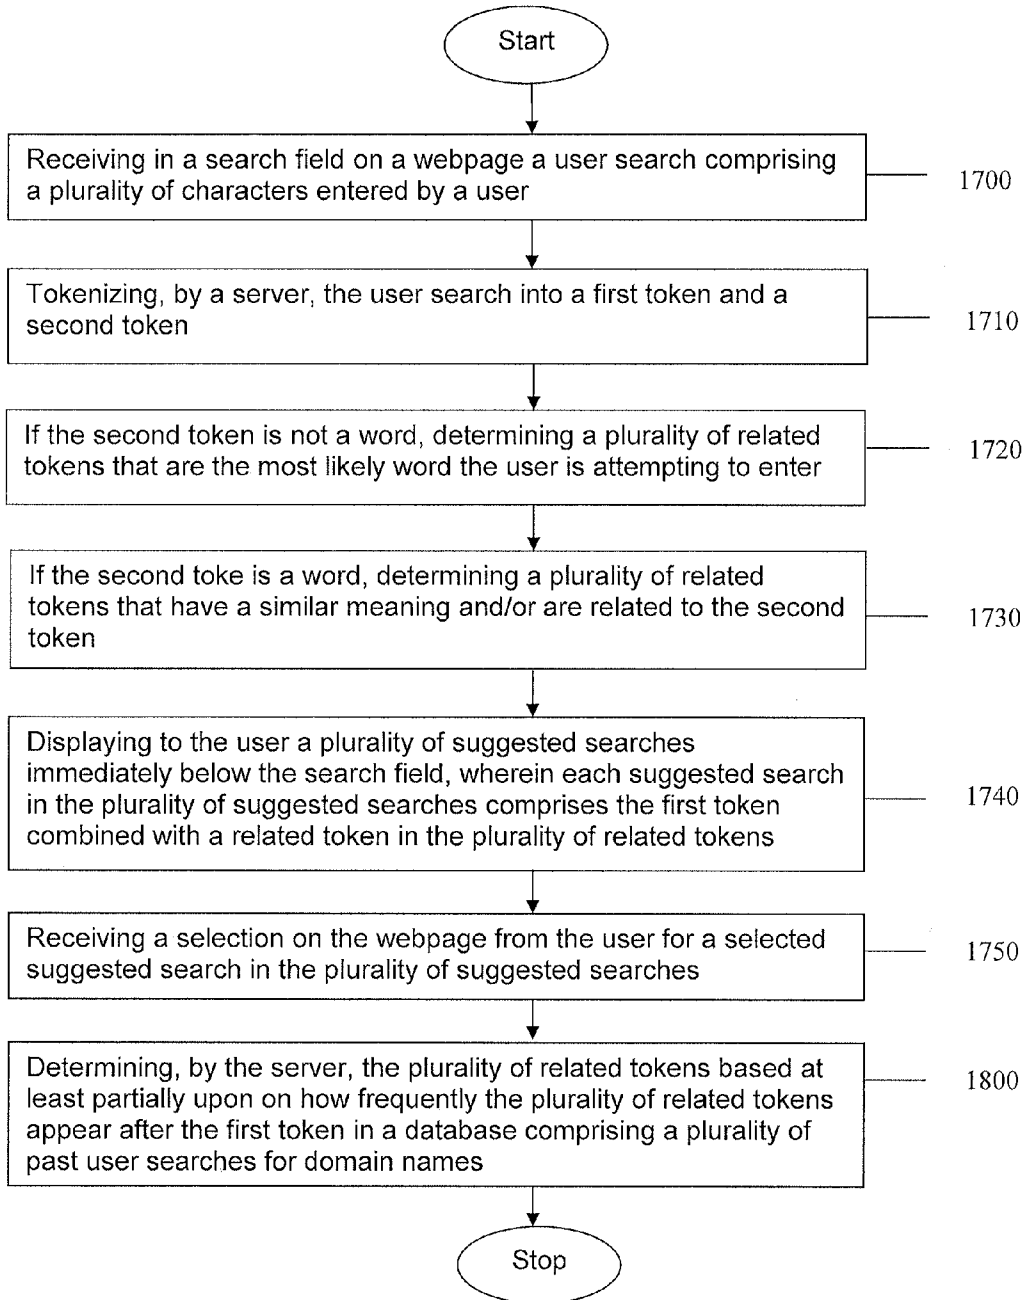 Start
Receiving in a search field on a webpage a user search comprising
a plurality of characters entered by a user
1700
Tokenizing, by a server, the user search into a first token and a
second token
1710
If the second token is not a word, determining a plurality of related
tokens that are the most likely word the user is attempting to enter
1720
If the second toke is a word, determining a plurality of related
tokens that have a similar meaning and/or are related to the second
token
1730
Displaying to the user a plurality of suggested searches
immediately below the search field, wherein each suggested search
in the plurality of suggested searches comprises the first token
combined with a related token in the plurality of related tokens
1740
Receiving a selection on the webpage from the user for a selected
suggested search in the plurality of suggested searches
1750
Determining, by the server, the plurality of related tokens based at
least partially upon on how frequently the plurality of related tokens
appear after the first token in a database comprising a plurality of
past user searches for domain names
1800
Stop